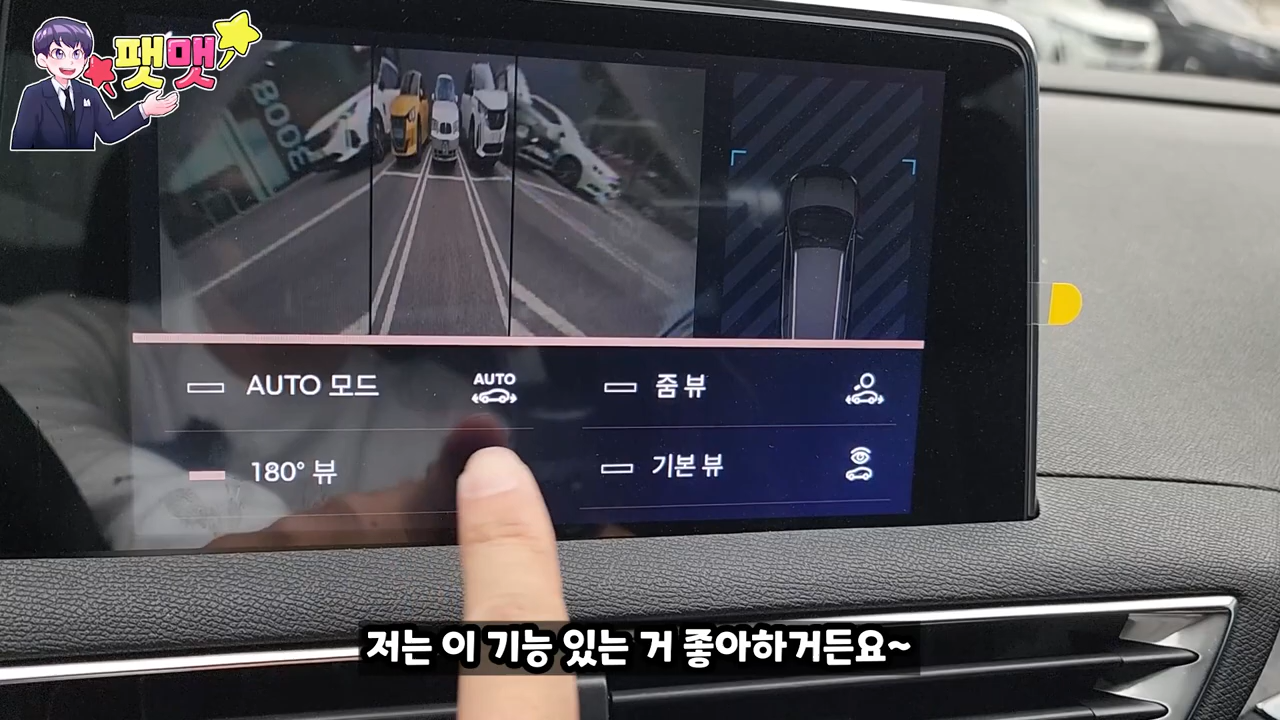 팻맷
3008
AUTO 모드
AUTO
줌 뷰
180° 뷰
기본 뷰
저는 이 기능 있는 거 좋아하거든요~